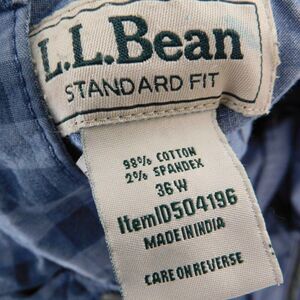 L.L.Bean
STANDARD FIT
98% COTTON
2% SPANDEX
36 W
ItemID504196
MADE IN INDIA
CARE ON REVERSE